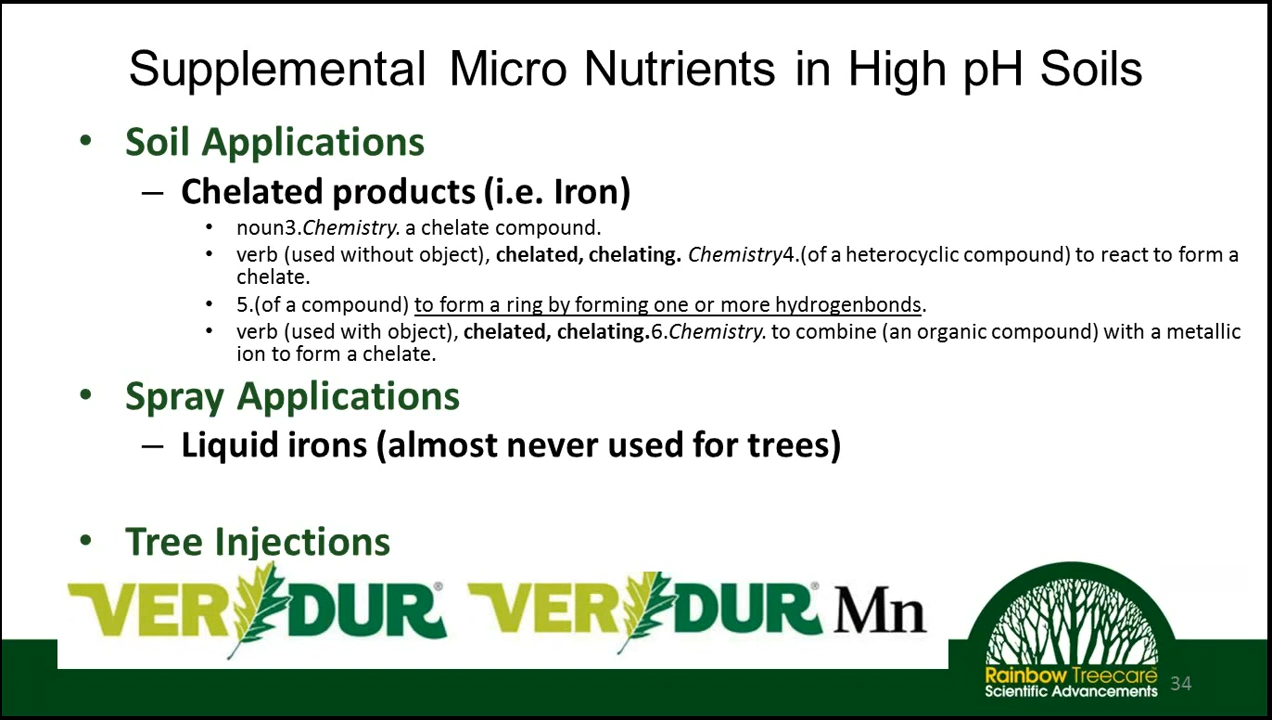 Supplemental Micro Nutrients in High pH Soils
• Soil Applications
– Chelated products (i.e. Iron)
• noun3.Chemistry. a chelate compound.
• verb (used without object), chelated, chelating. Chemistry4.(of a heterocyclic compound) to react to form a
chelate.
• 5.(of a compound) to form a ring by forming one or more hydrogenbonds.
• verb (used with object), chelated, chelating.6.Chemistry. to combine (an organic compound) with a metallic
ion to form a chelate.
• Spray Applications
– Liquid irons (almost never used for trees)
• Tree Injections
VERDUR® VERDUR® Mn
Rainbow Treecare
Scientific Advancements
34